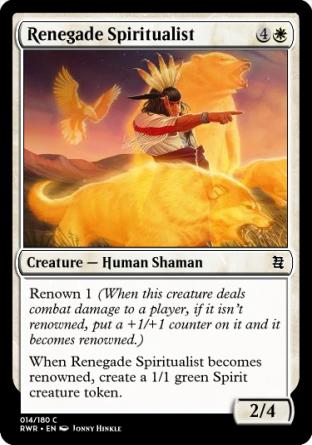 Renegade Spiritualist 4
Creature — Human Shaman
Renown 1 (When this creature deals
combat damage to a player, if it isn't
renowned, put a +1/+1 counter on it and it
becomes renowned.)
When Renegade Spiritualist becomes
renowned, create a 1/1 green Spirit
creature token.
2/4
014/180 C
RWR • EN Jonny Hinkle